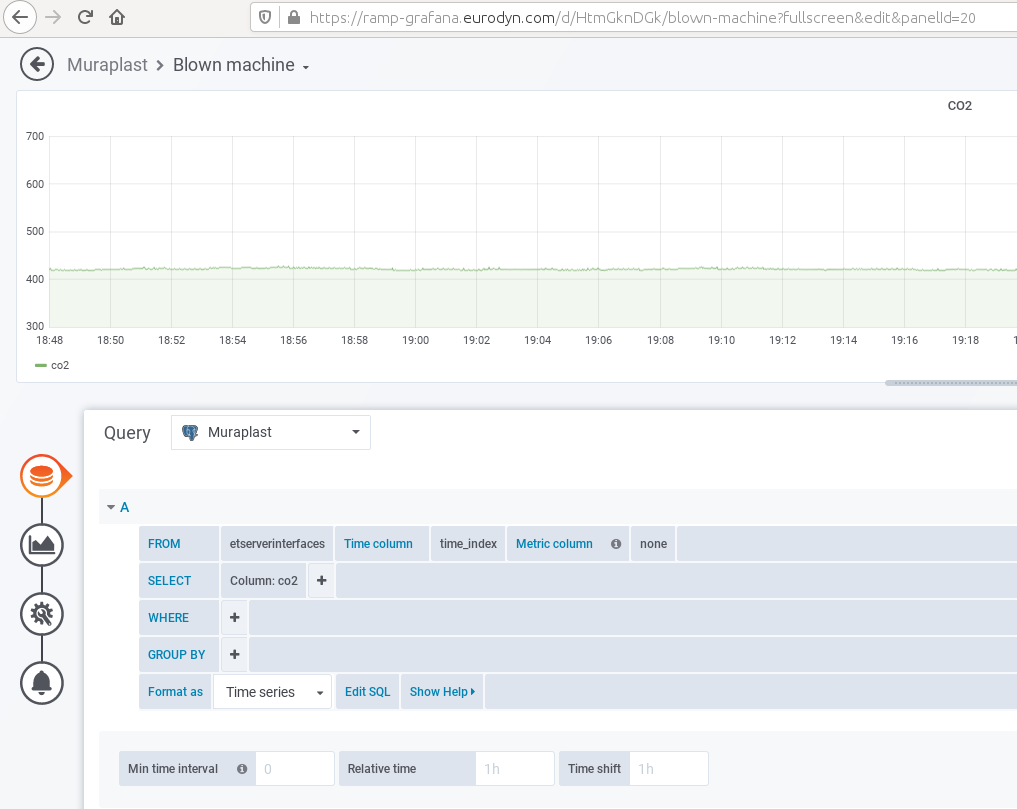 https://ramp-grafana.eurodyn.com/d/HtmGknDGk/blown-machine?fullscreen&edit&panelId=20
Muraplast > Blown machine
CO2
700
600
500
400
300
18:48 18:50 18:52 18:54 18:56 18:58 19:00 19:02 19:04 19:06 19:08 19:10 19:12 19:14 19:16 19:18
co2
Query Muraplast
A
FROM etserverinterfaces Time column time_index Metric column none
SELECT Column: co2 +
WHERE +
GROUP BY +
Format as Time series Edit SQL Show Help
Min time interval 0 Relative time 1h Time shift 1h